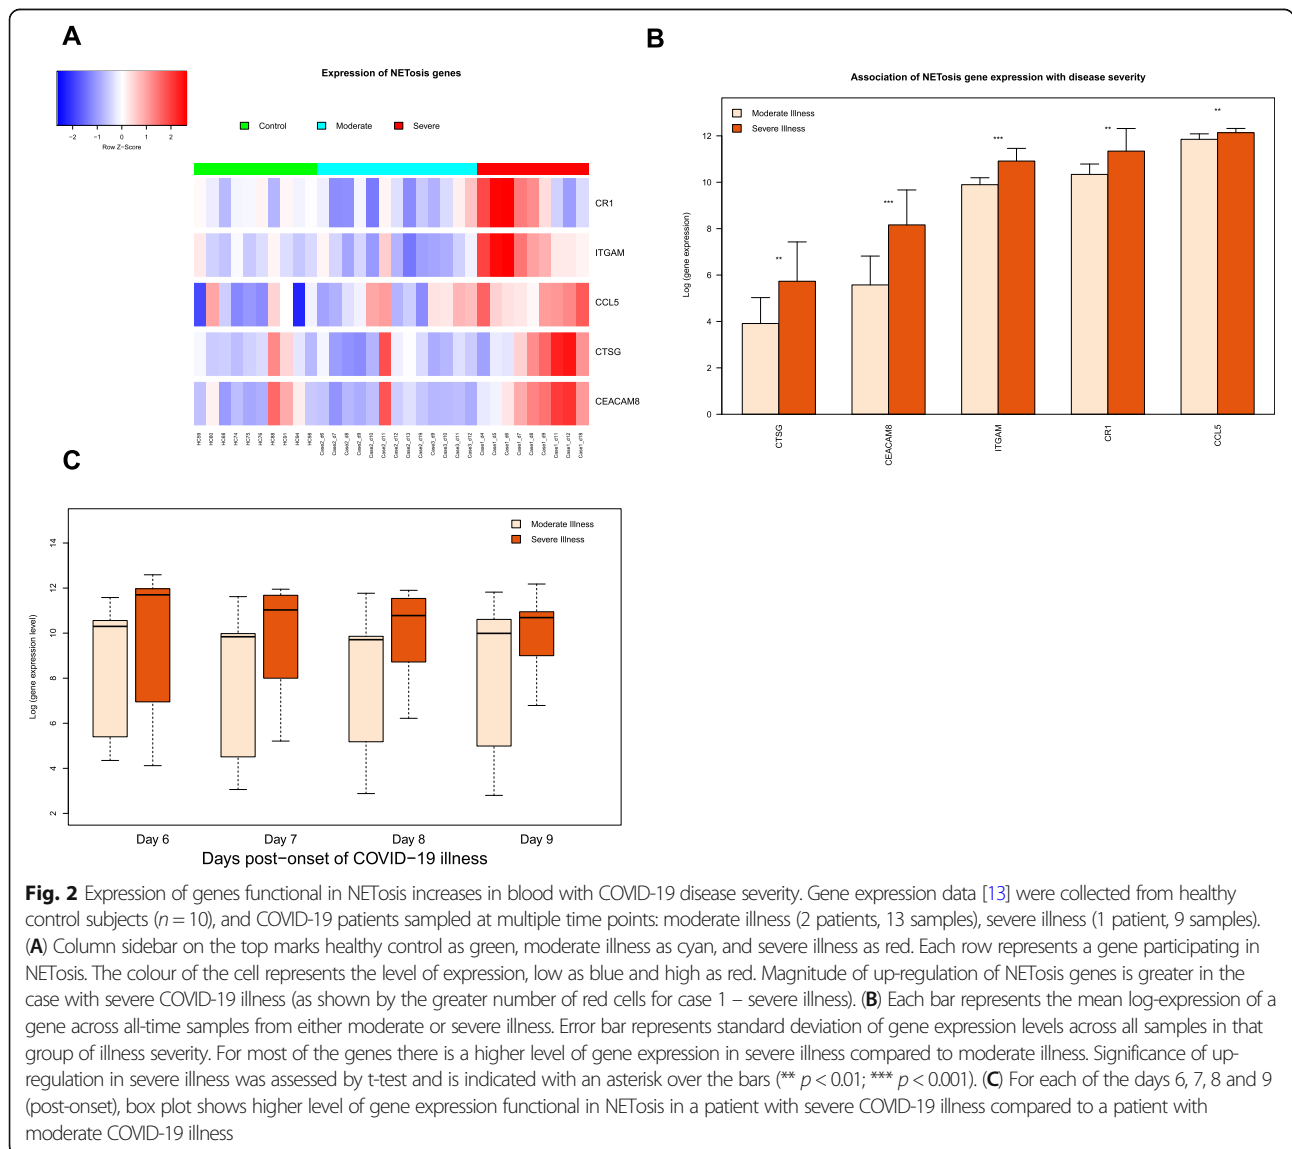 A
Expression of NETosis genes
−2 −1 0 1 2
Row Z−Score
Control Moderate Severe
CR1
ITGAM
CCL5
CTSG
CEACAM8
B
Association of NETosis gene expression with disease severity
Moderate Illness
Severe Illness
Log (gene expression)
0
2
4
6
8
10
12
**
***
***
**
**
CTSG
CEACAM8
ITGAM
CR1
CCL5
C
Moderate Illness
Severe Illness
Log (gene expression level)
2
4
6
8
10
12
14
Day 6 Day 7 Day 8 Day 9
Days post−onset of COVID−19 illness
Fig. 2 Expression of genes functional in NETosis increases in blood with COVID-19 disease severity. Gene expression data [13] were collected from healthy
control subjects (n = 10), and COVID-19 patients sampled at multiple time points: moderate illness (2 patients, 13 samples), severe illness (1 patient, 9 samples).
(A) Column sidebar on the top marks healthy control as green, moderate illness as cyan, and severe illness as red. Each row represents a gene participating in
NETosis. The colour of the cell represents the level of expression, low as blue and high as red. Magnitude of up-regulation of NETosis genes is greater in the
case with severe COVID-19 illness (as shown by the greater number of red cells for case 1 – severe illness). (B) Each bar represents the mean log-expression of a
gene across all-time samples from either moderate or severe illness. Error bar represents standard deviation of gene expression levels across all samples in that
group of illness severity. For most of the genes there is a higher level of gene expression in severe illness compared to moderate illness. Significance of up-
regulation in severe illness was assessed by t-test and is indicated with an asterisk over the bars (** p < 0.01; *** p < 0.001). (C) For each of the days 6, 7, 8 and 9
(post-onset), box plot shows higher level of gene expression functional in NETosis in a patient with severe COVID-19 illness compared to a patient with
moderate COVID-19 illness